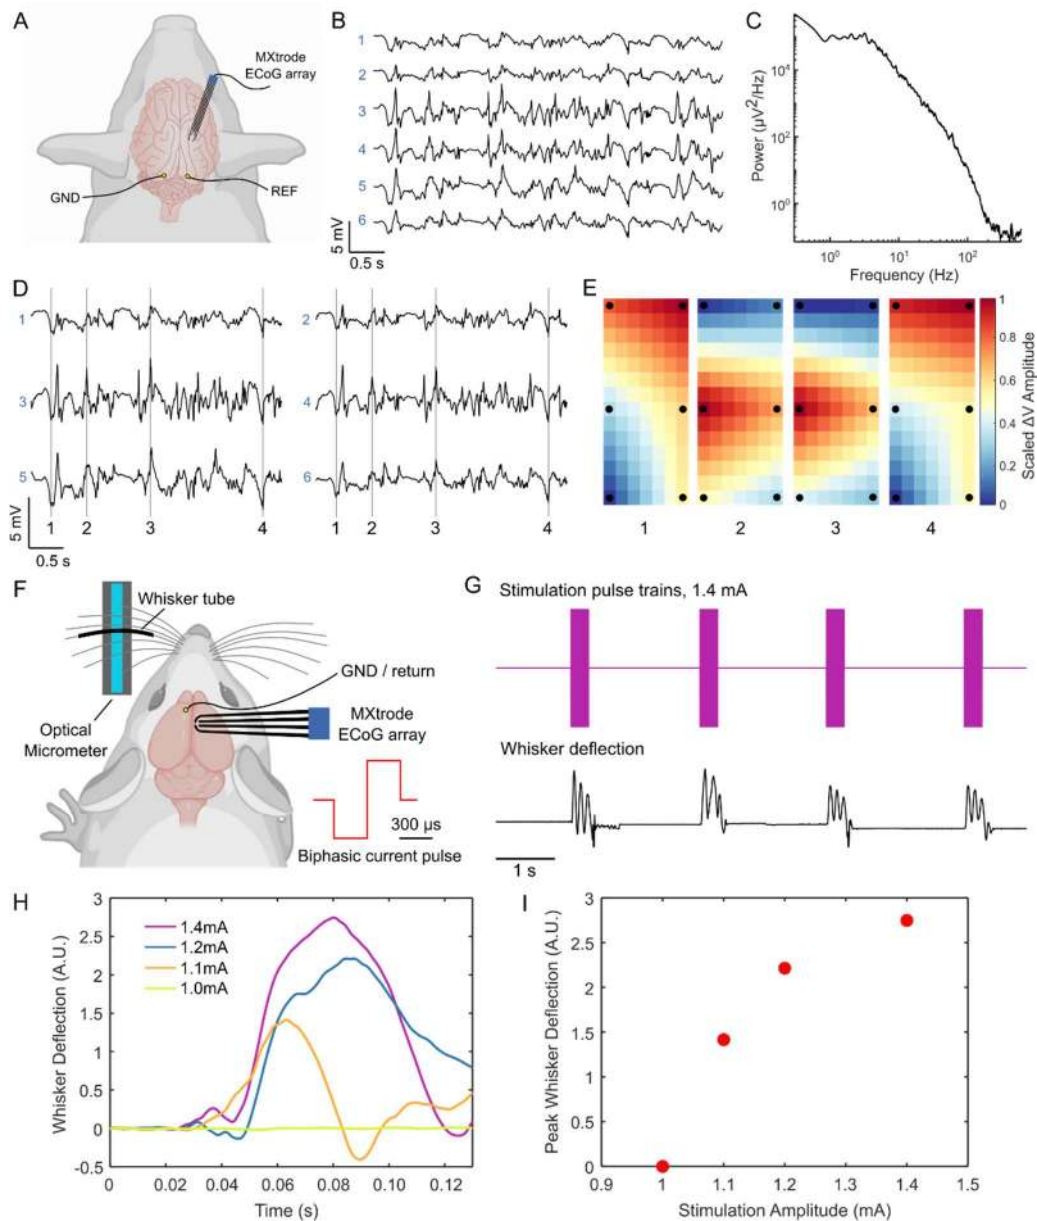 A
MXtrode
ECoG array
GND
REF
B
1
2
3
4
5
6
5 mV
0.5 s
C
Power (µV²/Hz)
10⁴
10²
10⁰
10⁰
10¹
10²
Frequency (Hz)
D
1
2
3
4
5
6
5 mV
0.5 s
1
2
3
4
1
2
3
4
E
1
0.8
0.6
0.4
0.2
0
Scaled ΔV Amplitude
1
2
3
4
F
Whisker tube
GND / return
Optical
Micrometer
MXtrode
ECoG array
300 µs
Biphasic current pulse
G
Stimulation pulse trains, 1.4 mA
Whisker deflection
1 s
H
Whisker Deflection (A.U.)
3
2.5
2
1.5
1
0.5
0
-0.5
1.4mA
1.2mA
1.1mA
1.0mA
0
0.02
0.04
0.06
0.08
0.10
0.12
Time (s)
I
Peak Whisker Deflection (A.U.)
3
2.5
2
1.5
1
0.5
0
0.9
1
1.1
1.2
1.3
1.4
1.5
Stimulation Amplitude (mA)